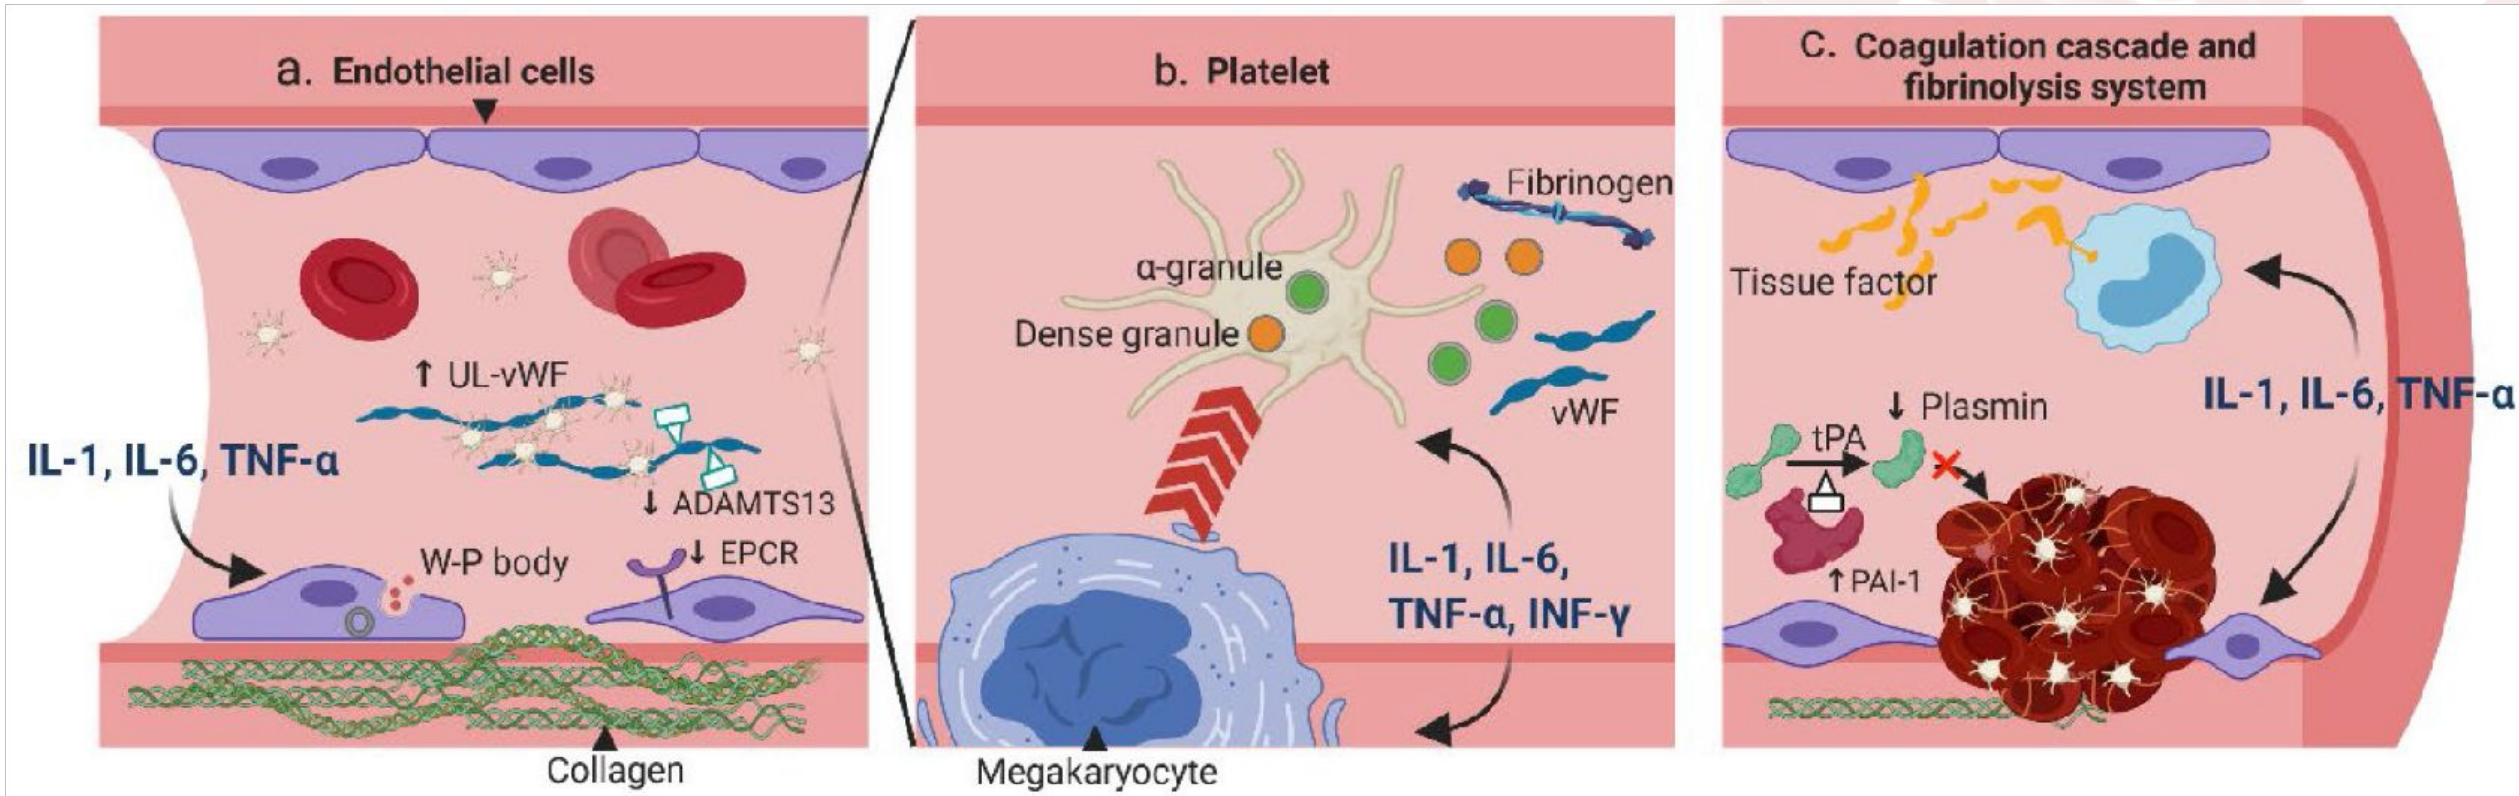 a. Endothelial cells
↑ UL-vWF
IL-1, IL-6, TNF-α
↓ ADAMTS13
W-P body
↓ EPCR
Collagen
b. Platelet
Fibrinogen
α-granule
Dense granule
vWF
IL-1, IL-6,
TNF-α, INF-γ
Megakaryocyte
C. Coagulation cascade and
fibrinolysis system
Tissue factor
IL-1, IL-6, TNF-α
↓ Plasmin
tPA
↑ PAI-1